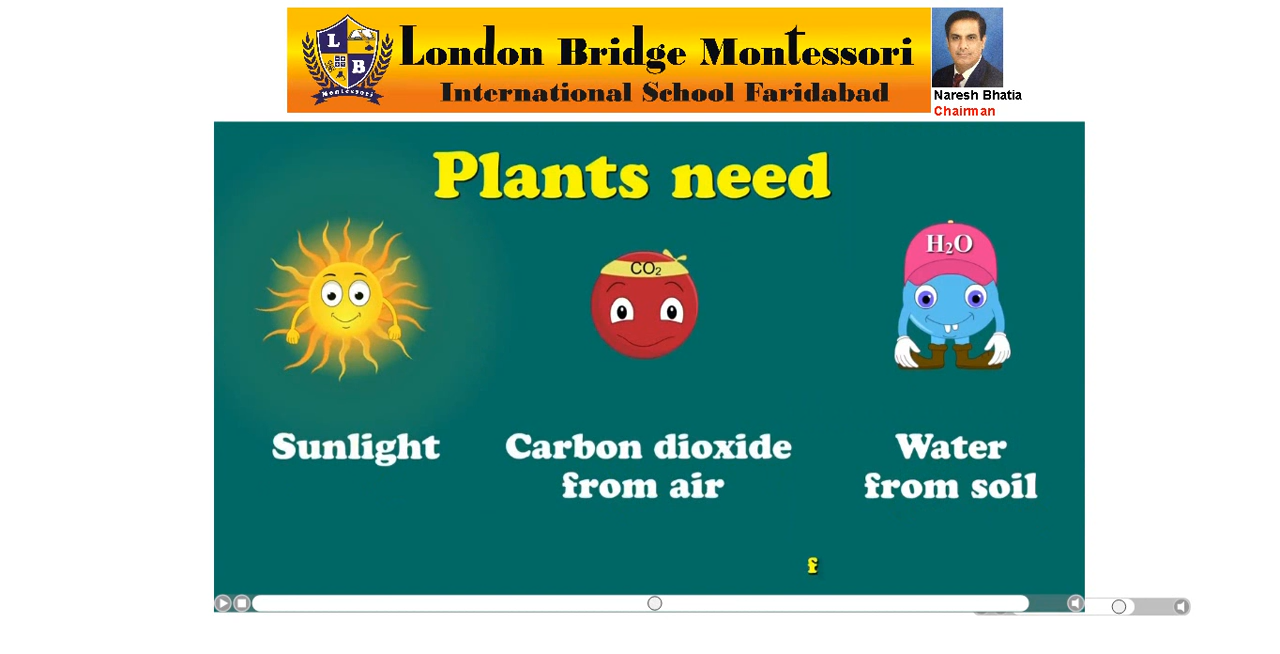 L
B
Montessori
London Bridge Montessori
International School Faridabad
Naresh Bhatia
Chairman
Plants need
CO₂
H₂O
Sunlight
Carbon dioxide
from air
Water
from soil
f